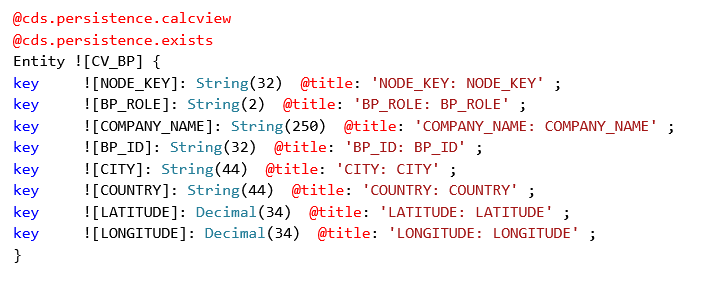 @cds.persistence.calcview
@cds.persistence.exists
Entity ![CV_BP] {
key     ![NODE_KEY]: String(32)  @title: 'NODE_KEY: NODE_KEY' ;
key     ![BP_ROLE]: String(2)  @title: 'BP_ROLE: BP_ROLE' ;
key     ![COMPANY_NAME]: String(250)  @title: 'COMPANY_NAME: COMPANY_NAME' ;
key     ![BP_ID]: String(32)  @title: 'BP_ID: BP_ID' ;
key     ![CITY]: String(44)  @title: 'CITY: CITY' ;
key     ![COUNTRY]: String(44)  @title: 'COUNTRY: COUNTRY' ;
key     ![LATITUDE]: Decimal(34)  @title: 'LATITUDE: LATITUDE' ;
key     ![LONGITUDE]: Decimal(34)  @title: 'LONGITUDE: LONGITUDE' ;
}